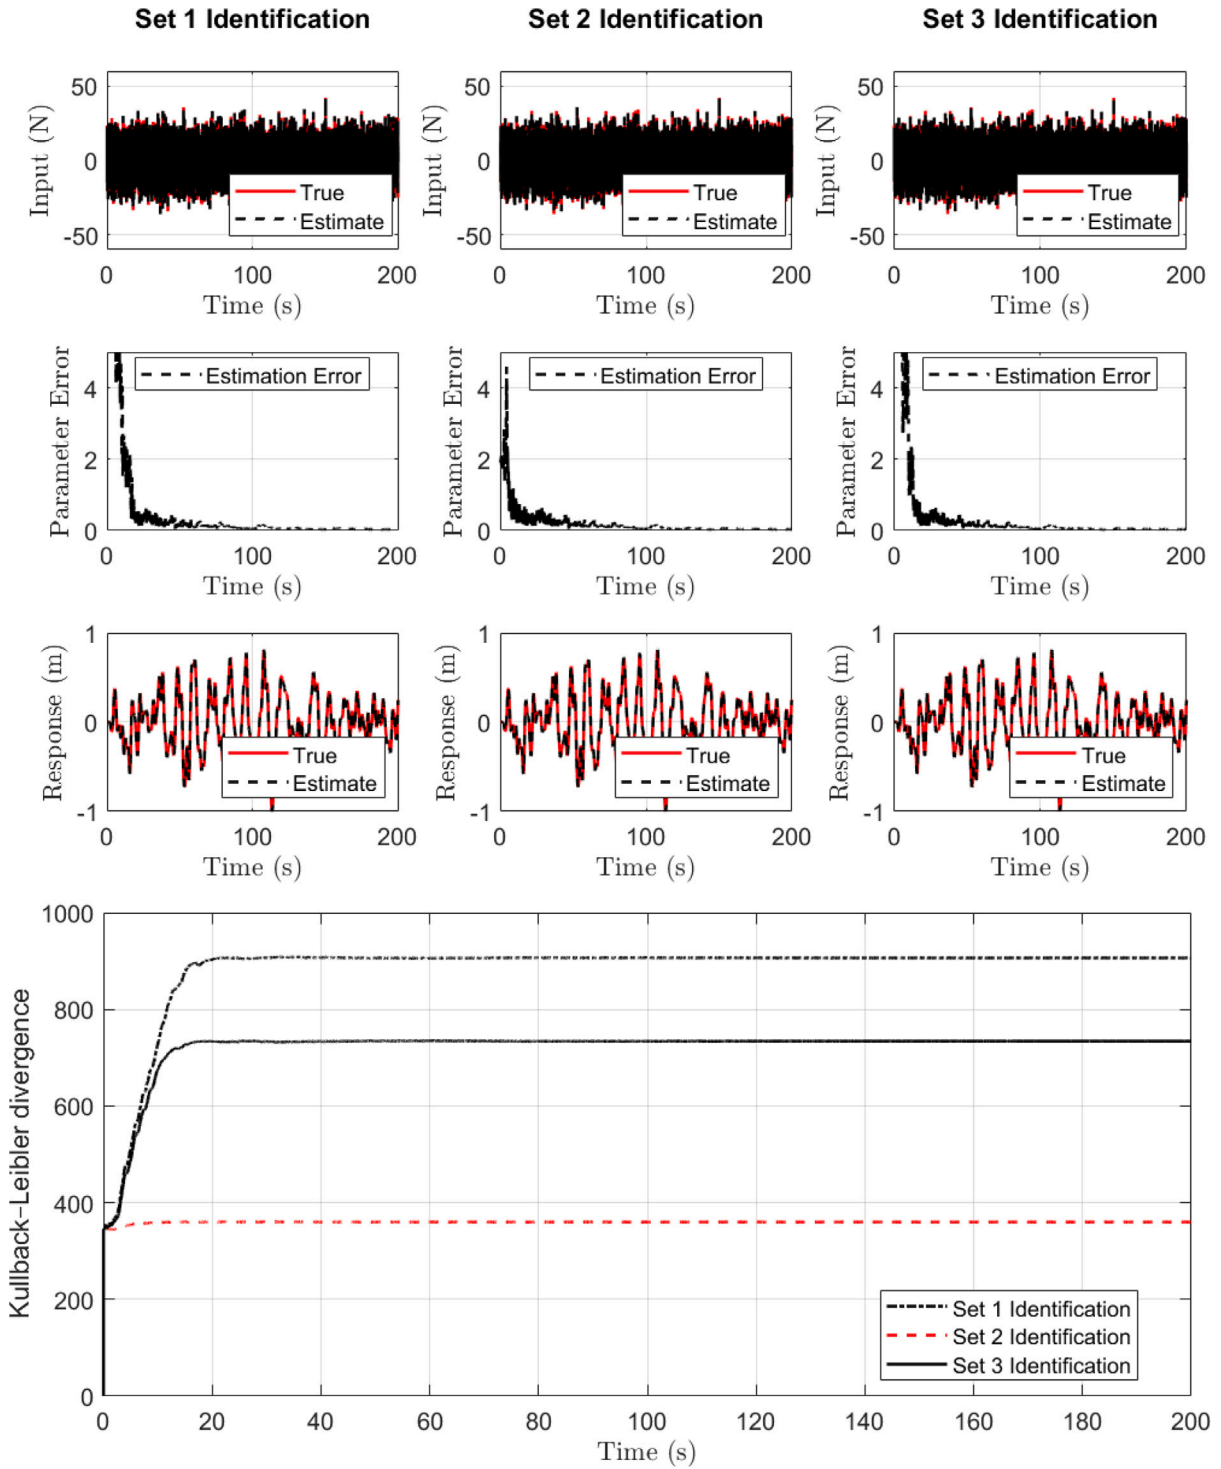 Set 1 Identification
Set 2 Identification
Set 3 Identification
Input (N)
50
0
-50
True
Estimate
0
100
200
Time (s)
Input (N)
50
0
-50
True
Estimate
0
100
200
Time (s)
Input (N)
50
0
-50
True
Estimate
0
100
200
Time (s)
Parameter Error
4
2
0
Estimation Error
0
100
200
Time (s)
Parameter Error
4
2
0
Estimation Error
0
100
200
Time (s)
Parameter Error
4
2
0
Estimation Error
0
100
200
Time (s)
Response (m)
1
0
-1
True
Estimate
0
100
200
Time (s)
Response (m)
1
0
-1
True
Estimate
0
100
200
Time (s)
Response (m)
1
0
-1
True
Estimate
0
100
200
Time (s)
Kullback-Leibler divergence
1000
800
600
400
200
0
Set 1 Identification
Set 2 Identification
Set 3 Identification
0
20
40
60
80
100
120
140
160
180
200
Time (s)